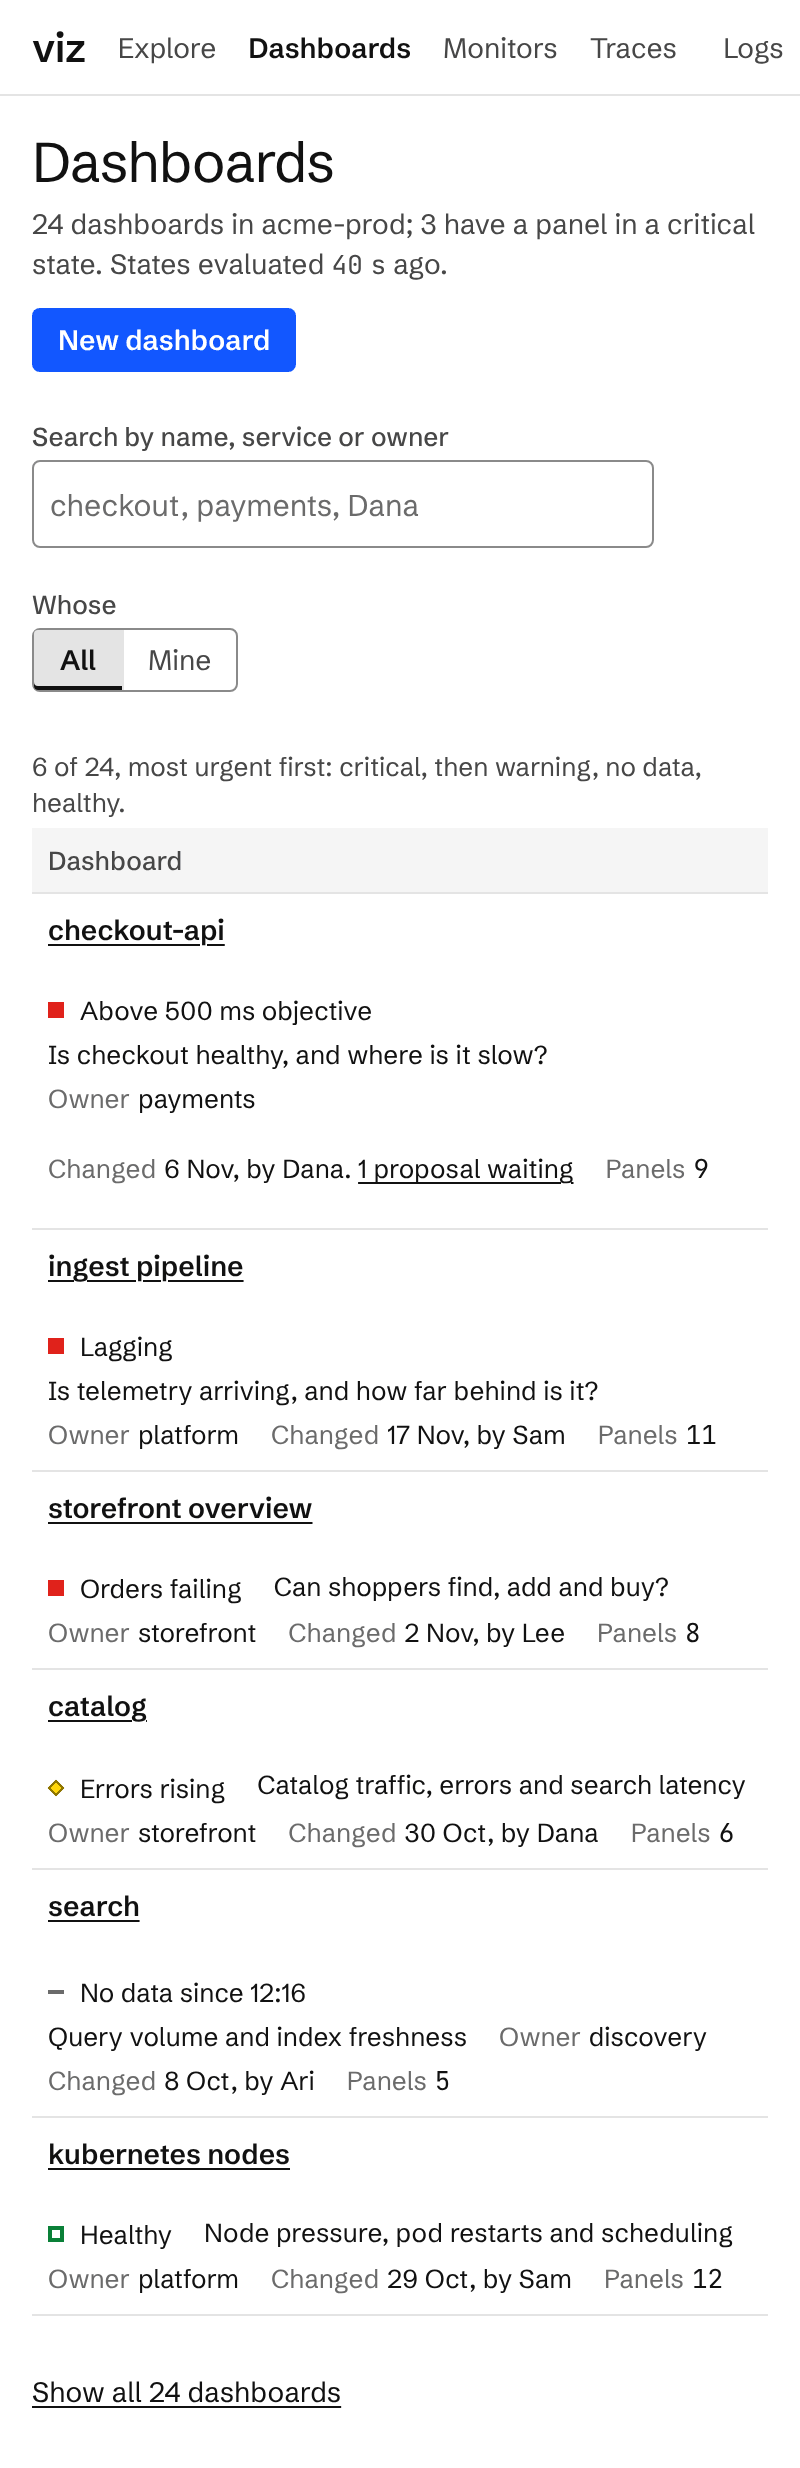 viz Explore Dashboards Monitors Traces Logs
Dashboards
24 dashboards in acme-prod; 3 have a panel in a critical
state. States evaluated 40 s ago.
New dashboard
Search by name, service or owner
checkout, payments, Dana
Whose
All Mine
6 of 24, most urgent first: critical, then warning, no data,
healthy.
Dashboard
checkout-api
Above 500 ms objective
Is checkout healthy, and where is it slow?
Owner payments
Changed 6 Nov, by Dana. 1 proposal waiting Panels 9
ingest pipeline
Lagging
Is telemetry arriving, and how far behind is it?
Owner platform Changed 17 Nov, by Sam Panels 11
storefront overview
Orders failing Can shoppers find, add and buy?
Owner storefront Changed 2 Nov, by Lee Panels 8
catalog
Errors rising Catalog traffic, errors and search latency
Owner storefront Changed 30 Oct, by Dana Panels 6
search
No data since 12:16
Query volume and index freshness Owner discovery
Changed 8 Oct, by Ari Panels 5
kubernetes nodes
Healthy Node pressure, pod restarts and scheduling
Owner platform Changed 29 Oct, by Sam Panels 12
Show all 24 dashboards